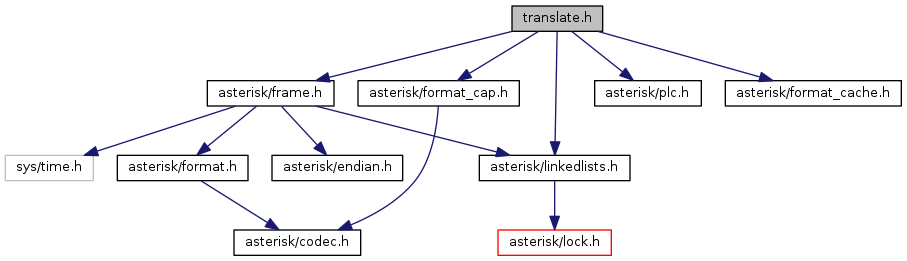 translate.h
asterisk/frame.h
asterisk/format_cap.h
asterisk/plc.h
asterisk/format_cache.h
sys/time.h
asterisk/format.h
asterisk/endian.h
asterisk/linkedlists.h
asterisk/codec.h
asterisk/lock.h